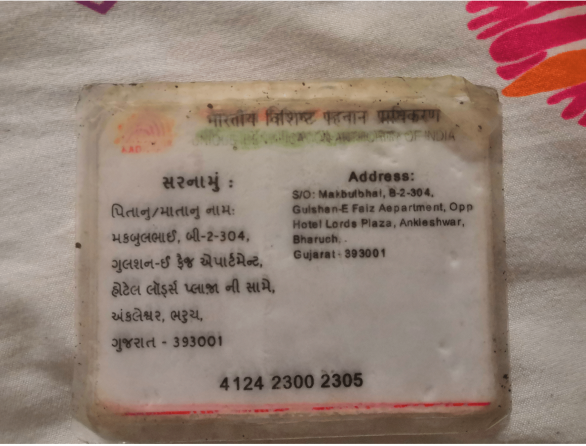 भारतीय विशिष्ट पहचान प्राधिकरण
AUTHORITY OF INDIA
સરનામું :
પિતાનુ/માતાનુ નામ:
મકબુલભાઈ, બી-2-304,
ગુલશન-ઈ ફૈજ એપાર્ટમેન્ટ,
હોટેલ લૉર્ડ્સ પ્લાજા ની સામે,
અંકલેશ્વર, ભરુચ,
ગુજરાત - 393001
Address:
S/O: Makbulbhai, B-2-304,
Gulshan-E Faiz Aepartment, Opp
Hotel Lords Plaza, Ankleshwar,
Bharuch, .
Gujarat - 393001
4124 2300 2305